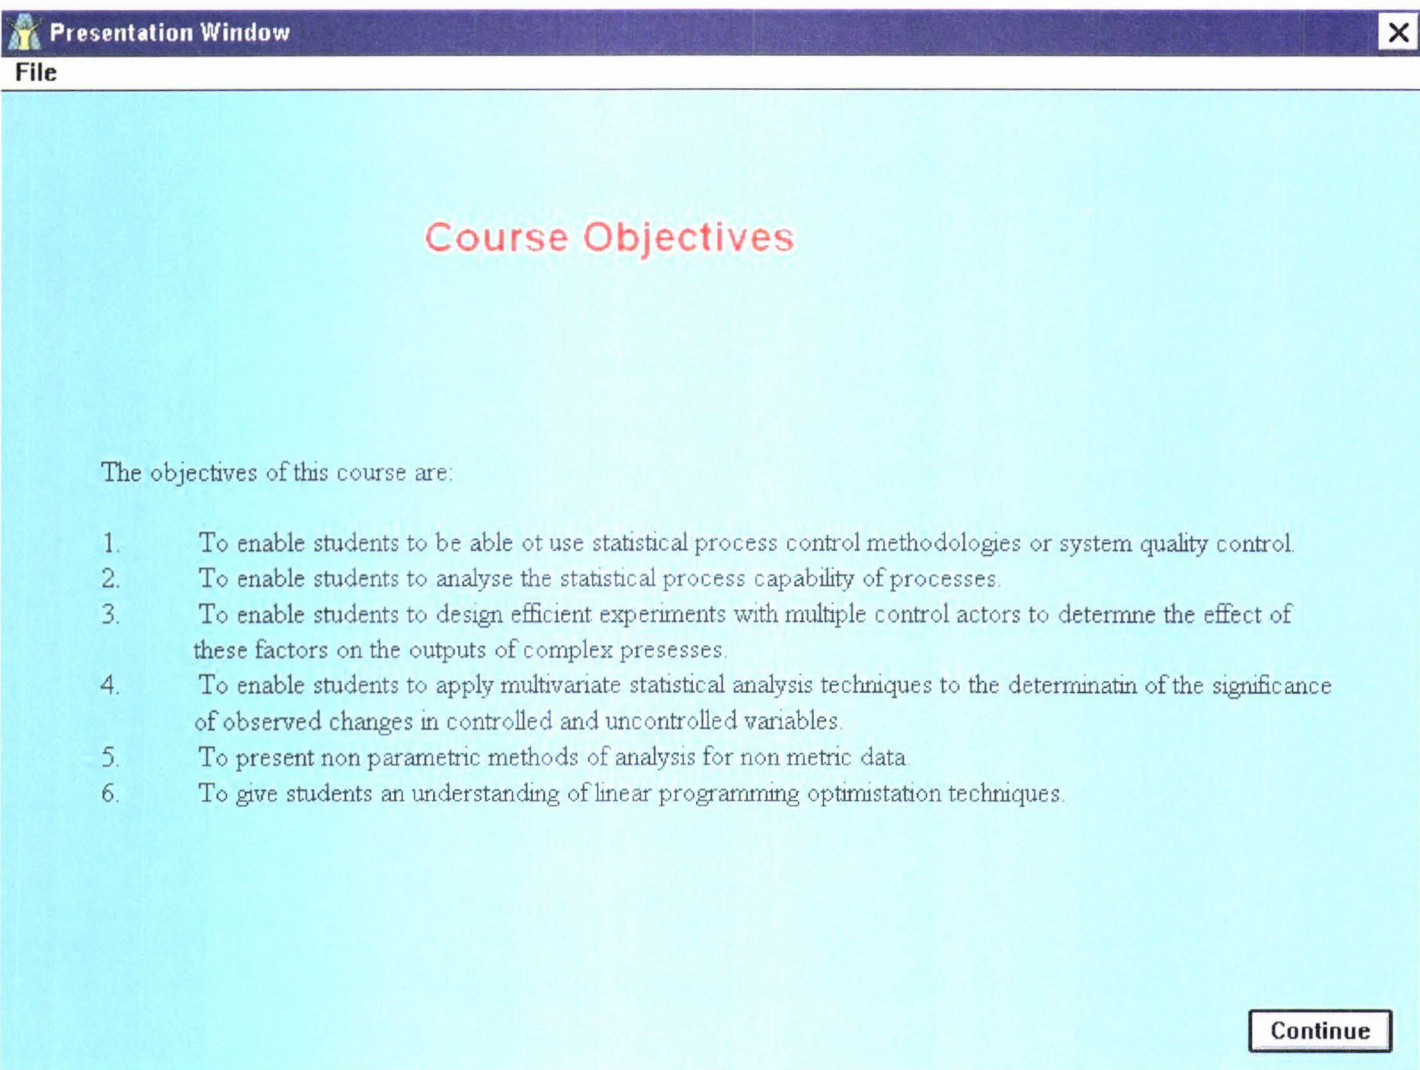 Presentation Window
File
Course Objectives
The objectives of this course are:
1. To enable students to be able ot use statistical process control methodologies or system quality control.
2. To enable students to analyse the statistical process capability of processes.
3. To enable students to design efficient experiments with multiple control actors to determne the effect of
these factors on the outputs of complex presesses.
4. To enable students to apply multivariate statistical analysis techniques to the determinatin of the significance
of observed changes in controlled and uncontrolled variables.
5. To present non parametric methods of analysis for non metric data.
6. To give students an understanding of linear programming optimistation techniques.
Continue